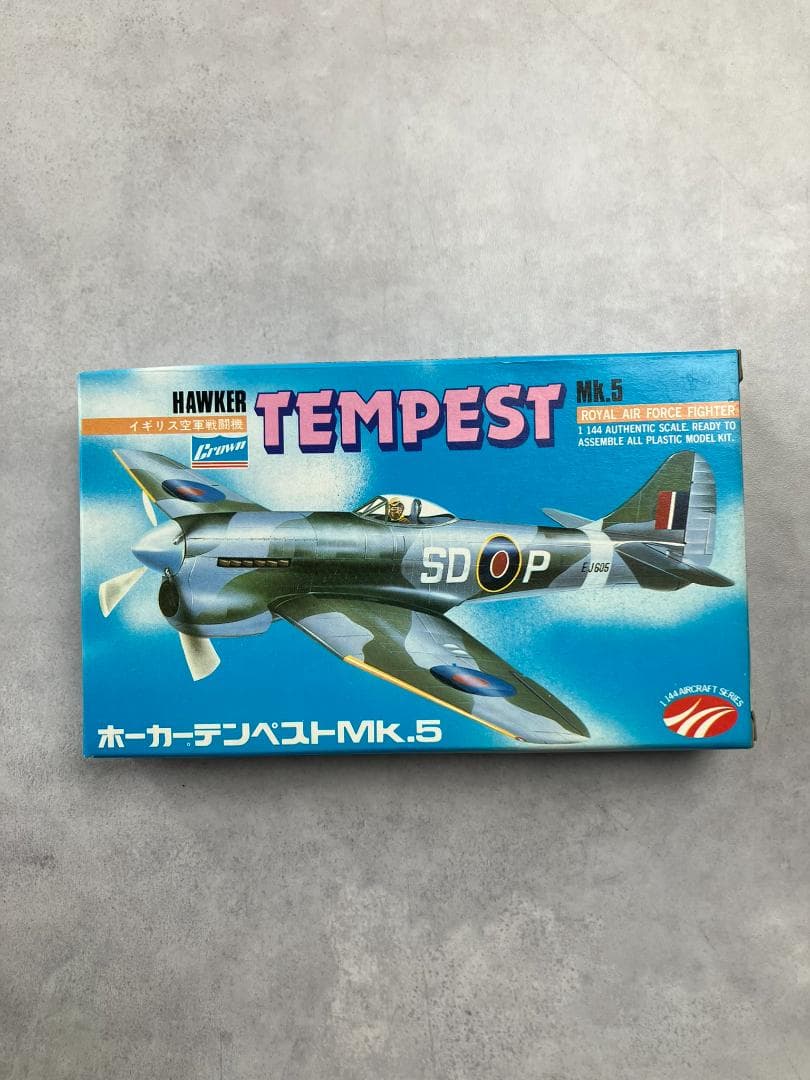 HAWKER
TEMPEST
Mk.5
イギリス空軍戦闘機
Crown
ROYAL AIR FORCE FIGHTER
1 144 AUTHENTIC SCALE. READY TO
ASSEMBLE ALL PLASTIC MODEL KIT.
SD P
EJ605
1 144 AIRCRAFT SERIES
ホーカーテンペストMK.5